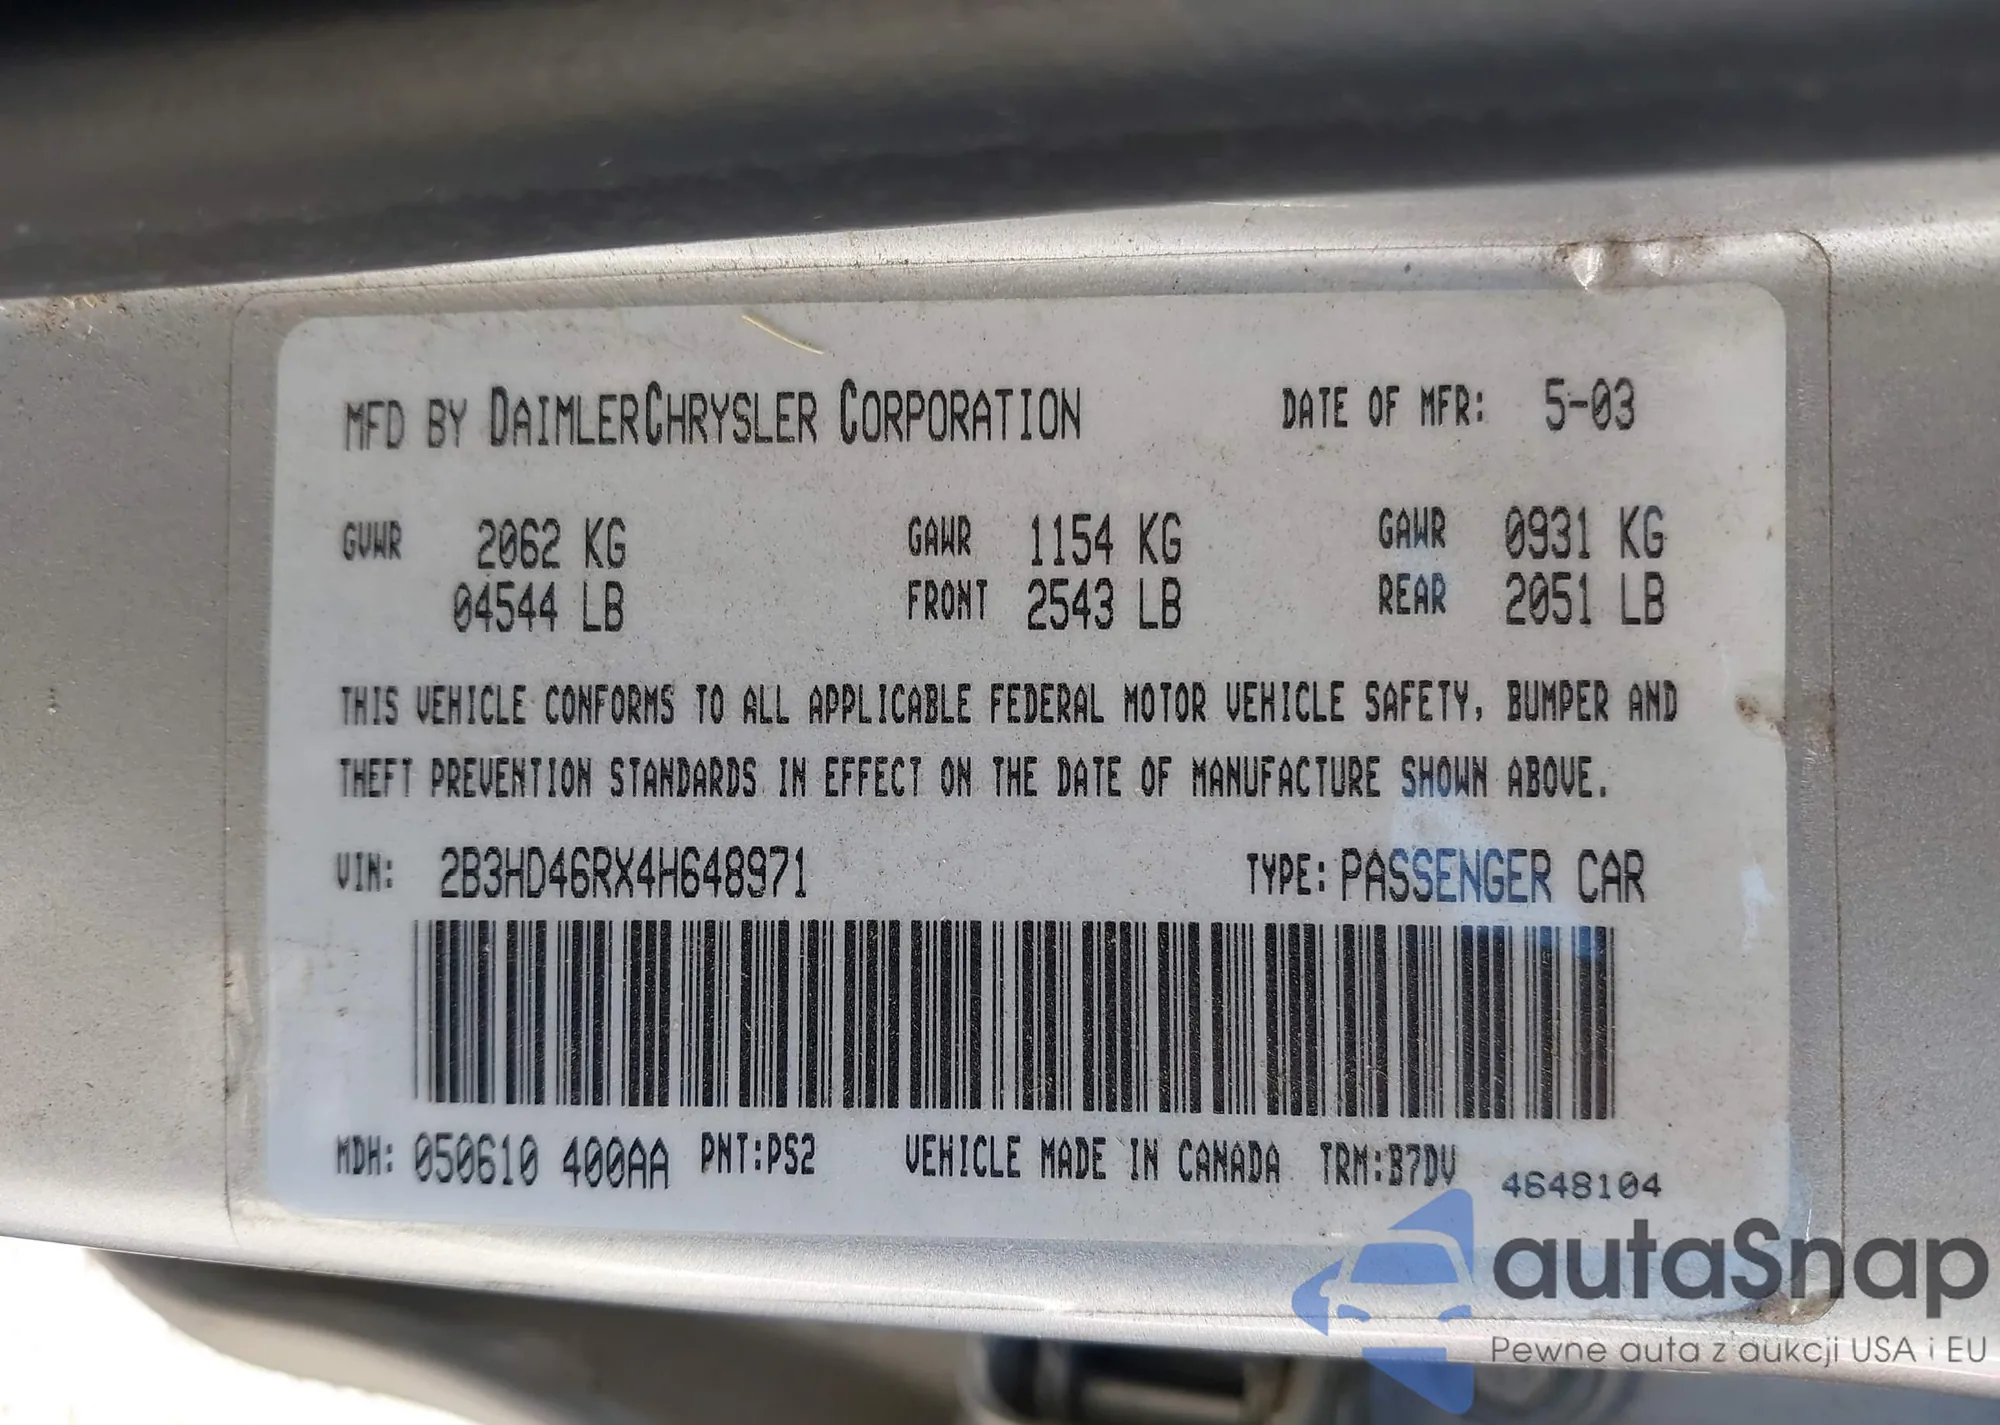 MFD BY DAIMLERCHRYSLER CORPORATION DATE OF MFR: 5-03
GVWR 2062 KG GAWR 1154 KG GAWR 0931 KG
04544 LB FRONT 2543 LB REAR 2051 LB
THIS VEHICLE CONFORMS TO ALL APPLICABLE FEDERAL MOTOR VEHICLE SAFETY, BUMPER AND
THEFT PREVENTION STANDARDS IN EFFECT ON THE DATE OF MANUFACTURE SHOWN ABOVE.
VIN: 2B3HD46RX4H648971 TYPE: PASSENGER CAR
MDH: 050610 400AA PNT:PS2 VEHICLE MADE IN CANADA TRM:B7DV 4648104
autaSnap
Pewne auta z aukcji USA i EU